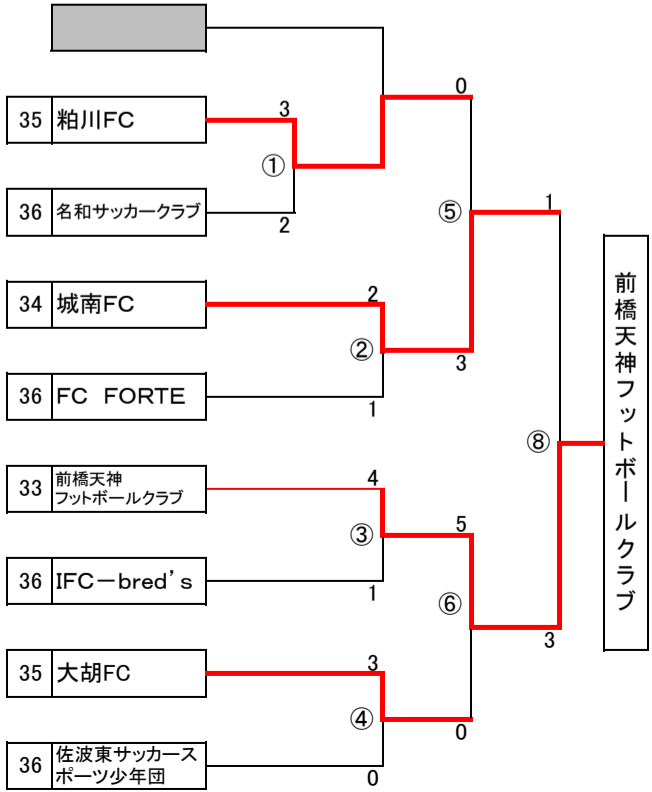 0
35 粕川FC
3
①
36 名和サッカークラブ
2
⑤
1
34 城南FC
2
②
3
36 FC FORTE
1
⑧
33 前橋天神
フットボールクラブ
4
③
5
36 IFC－bred's
1
⑥
3
35 大胡FC
3
④
0
36 佐波東サッカース
ポーツ少年団
0
前橋天神フットボールクラブ